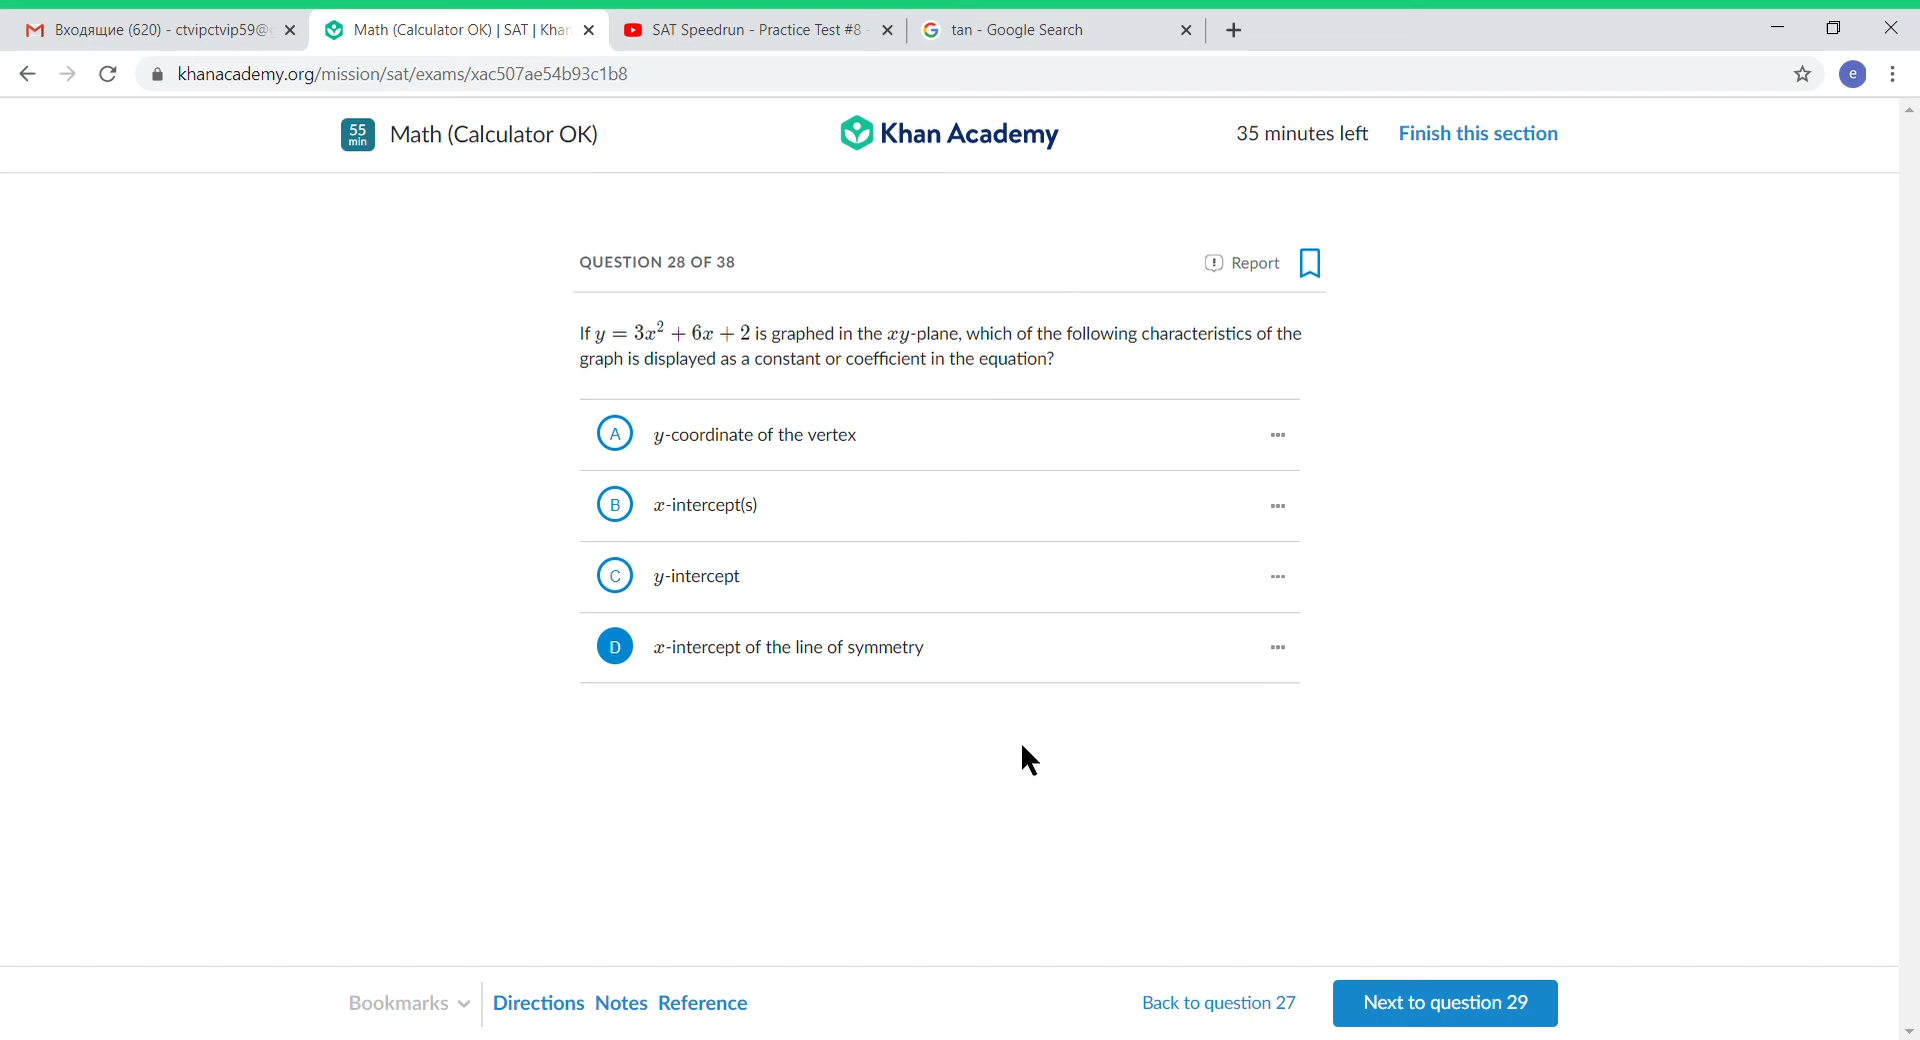 Входящие (620) - ctvipctvip59@
Math (Calculator OK) | SAT | Khan
SAT Speedrun - Practice Test #8 -
tan - Google Search
khanacademy.org/mission/sat/exams/xac507ae54b93c1b8
e
55 min
Math (Calculator OK)
Khan Academy
35 minutes left
Finish this section
QUESTION 28 OF 38
Report
If y = 3x² + 6x + 2 is graphed in the xy-plane, which of the following characteristics of the
graph is displayed as a constant or coefficient in the equation?
A y-coordinate of the vertex
B x-intercept(s)
C y-intercept
D x-intercept of the line of symmetry
Bookmarks
Directions
Notes
Reference
Back to question 27
Next to question 29